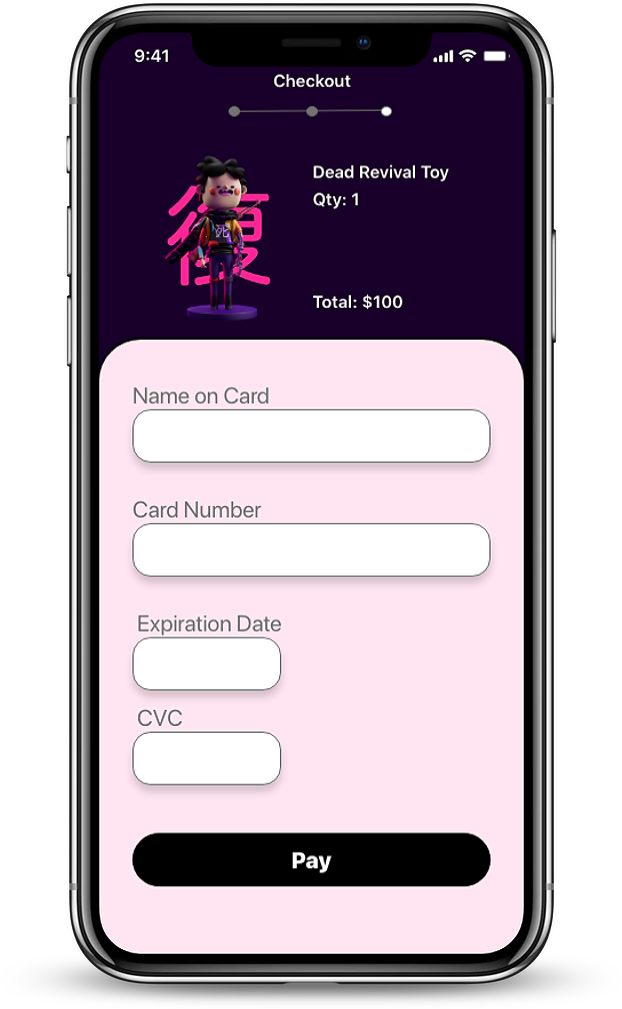 9:41
Checkout
Dead Revival Toy
Qty: 1
復
Total: $100
Name on Card
Card Number
Expiration Date
CVC
Pay